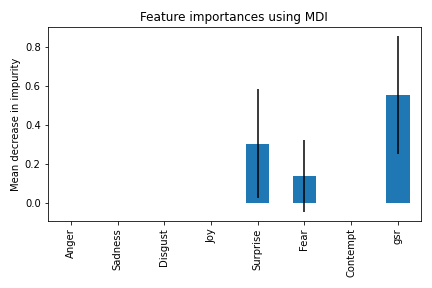 Feature importances using MDI
Mean decrease in impurity
0.8
0.6
0.4
0.2
0.0
Anger
Sadness
Disgust
Joy
Surprise
Fear
Contempt
gsr